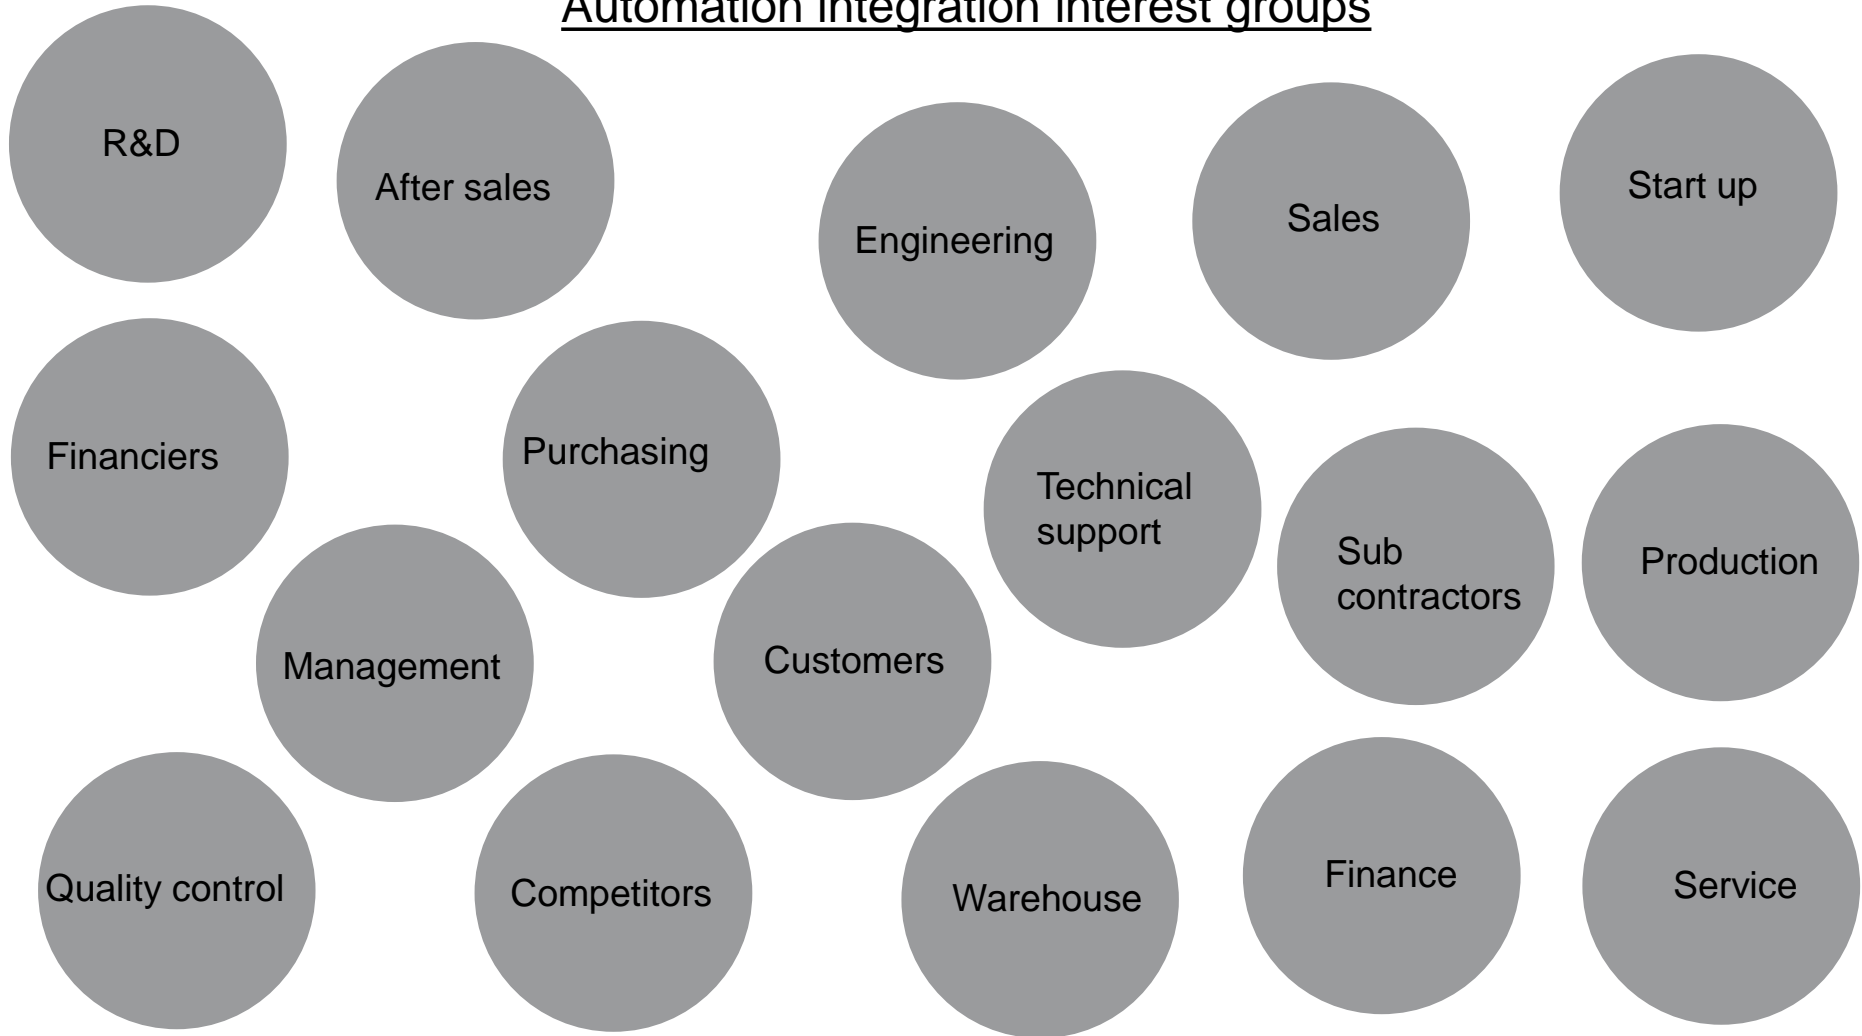 Automation integration interest groups
R&D
After sales
Engineering
Sales
Start up
Financiers
Purchasing
Technical
support
Sub
contractors
Production
Management
Customers
Quality control
Competitors
Warehouse
Finance
Service